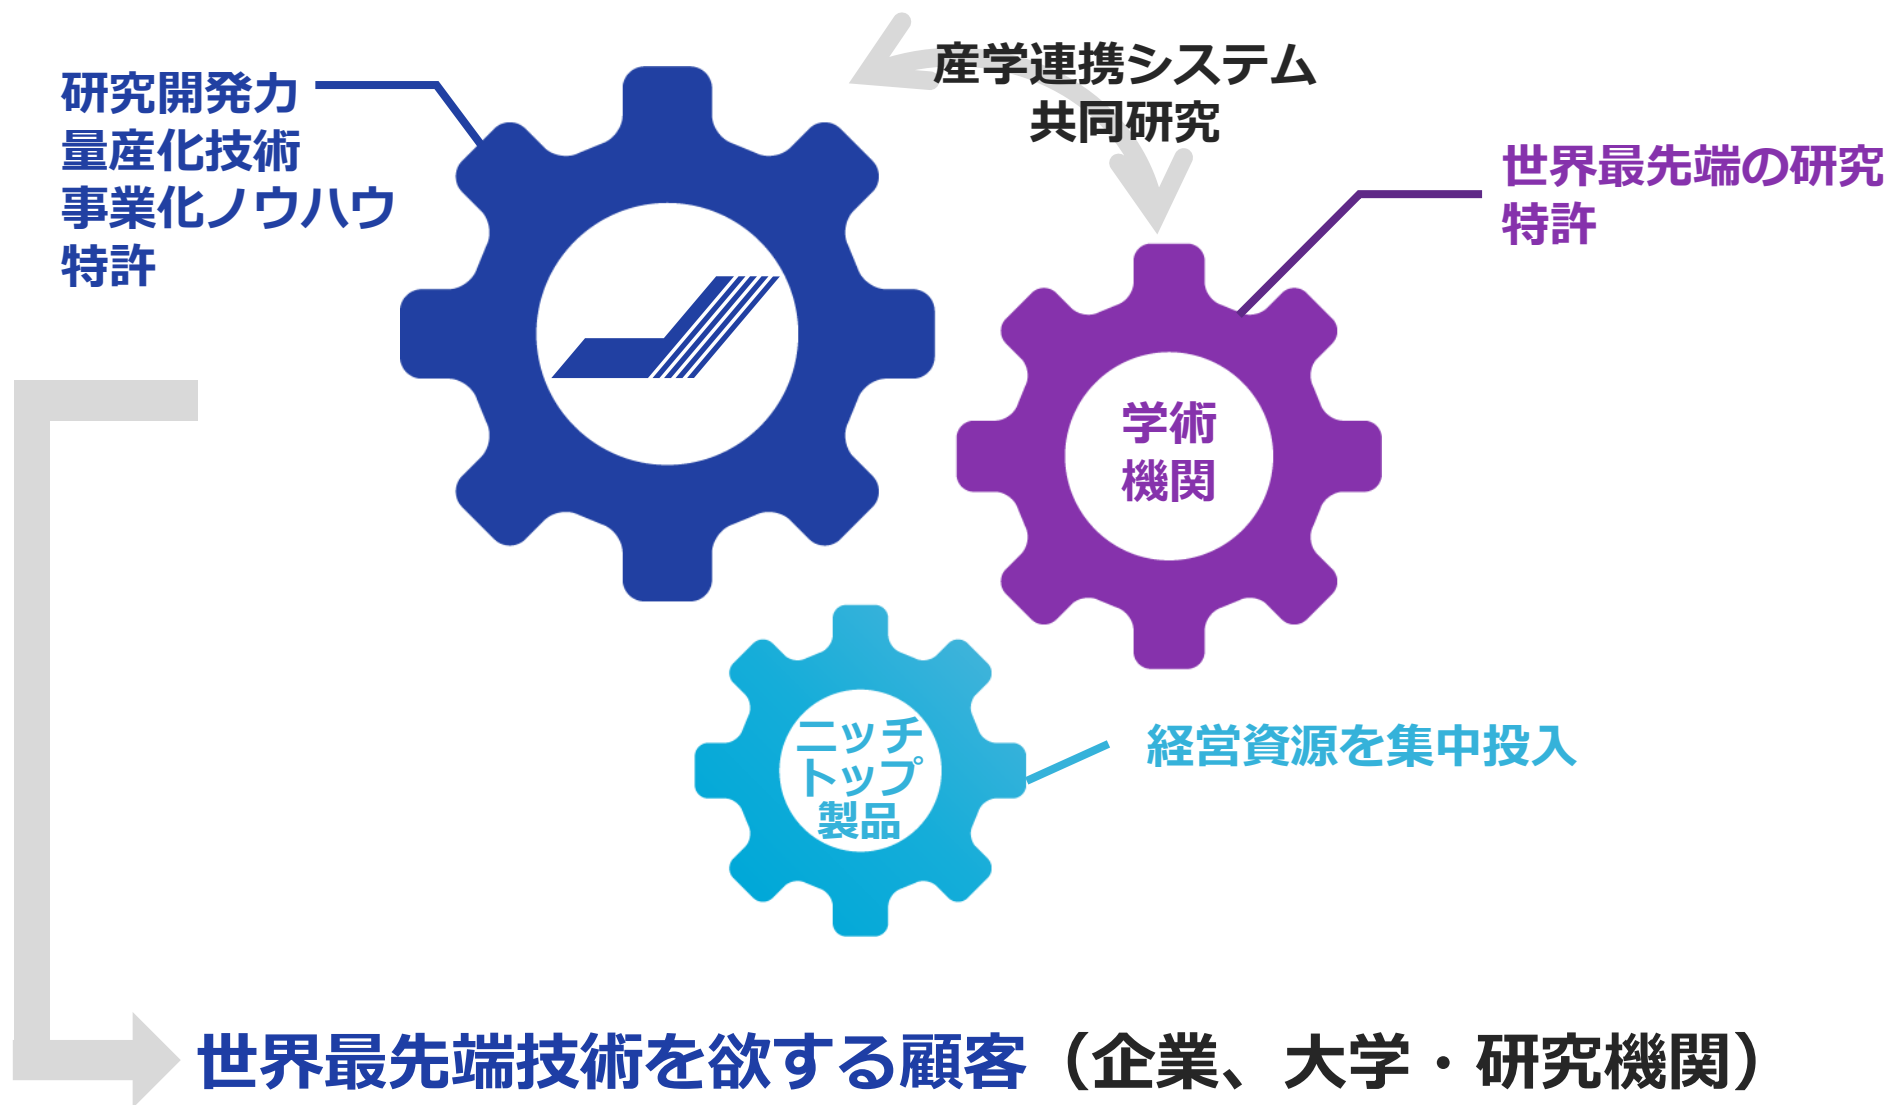 産学連携システム
共同研究
研究開発力
量産化技術
事業化ノウハウ
特許
世界最先端の研究
特許
学術
機関
ニッチ
トップ
製品
経営資源を集中投入
世界最先端技術を欲する顧客（企業、大学・研究機関）